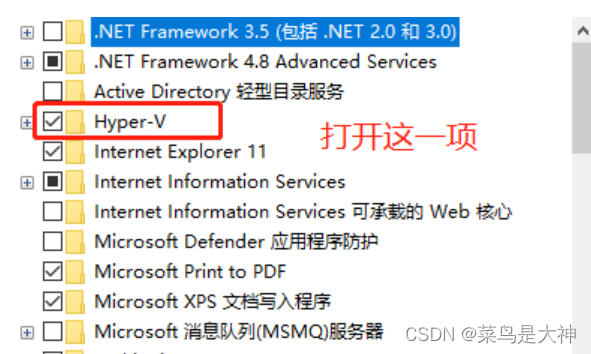 .NET Framework 3.5 (包括 .NET 2.0 和 3.0)
.NET Framework 4.8 Advanced Services
Active Directory 轻型目录服务
Hyper-V
打开这一项
Internet Explorer 11
Internet Information Services
Internet Information Services 可承载的 Web 核心
Microsoft Defender 应用程序防护
Microsoft Print to PDF
Microsoft XPS 文档写入程序
Microsoft 消息队列(MSMQ)服务器
CSDN @菜鸟是大神